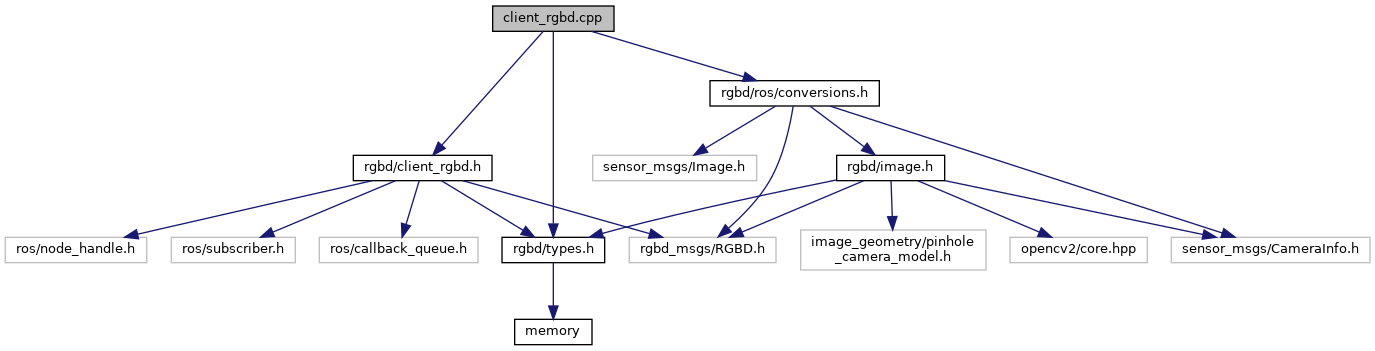 client_rgbd.cpp
rgbd/ros/conversions.h
rgbd/client_rgbd.h
sensor_msgs/Image.h
rgbd/image.h
ros/node_handle.h
ros/subscriber.h
ros/callback_queue.h
rgbd/types.h
rgbd_msgs/RGBD.h
image_geometry/pinhole
_camera_model.h
opencv2/core.hpp
sensor_msgs/CameraInfo.h
memory